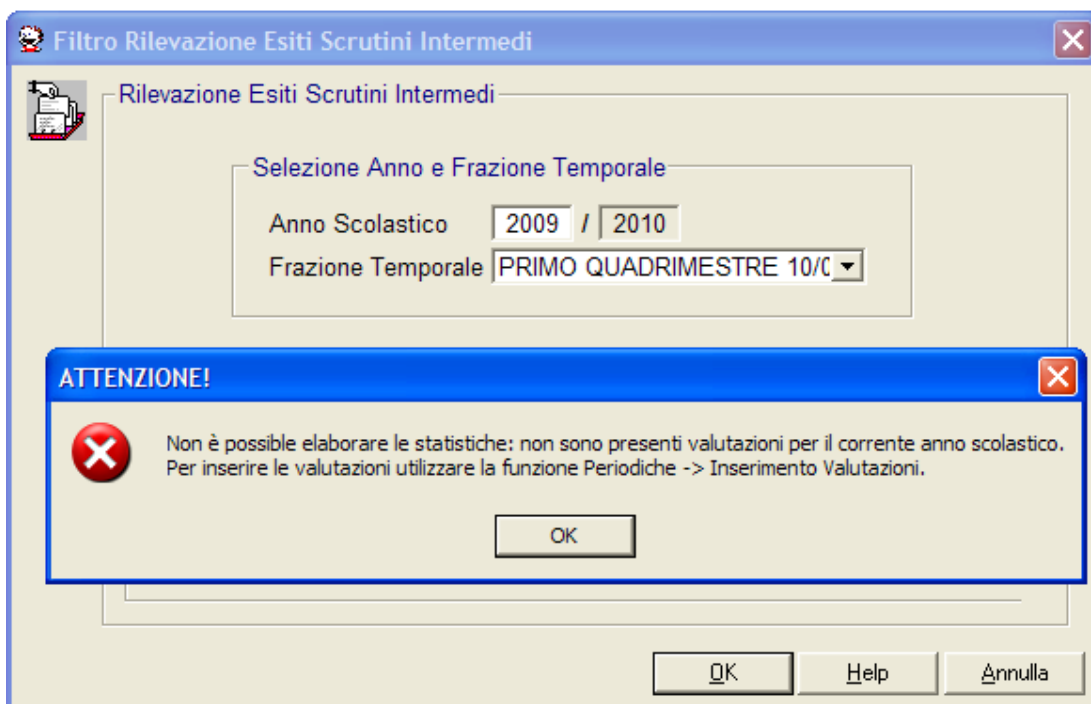 Filtro Rilevazione Esiti Scrutini Intermedi
Rilevazione Esiti Scrutini Intermedi
Selezione Anno e Frazione Temporale
Anno Scolastico 2009 / 2010
Frazione Temporale PRIMO QUADRIMESTRE 10/0
ATTENZIONE!
Non è possible elaborare le statistiche: non sono presenti valutazioni per il corrente anno scolastico.
Per inserire le valutazioni utilizzare la funzione Periodiche -> Inserimento Valutazioni.
OK
OK Help Annulla